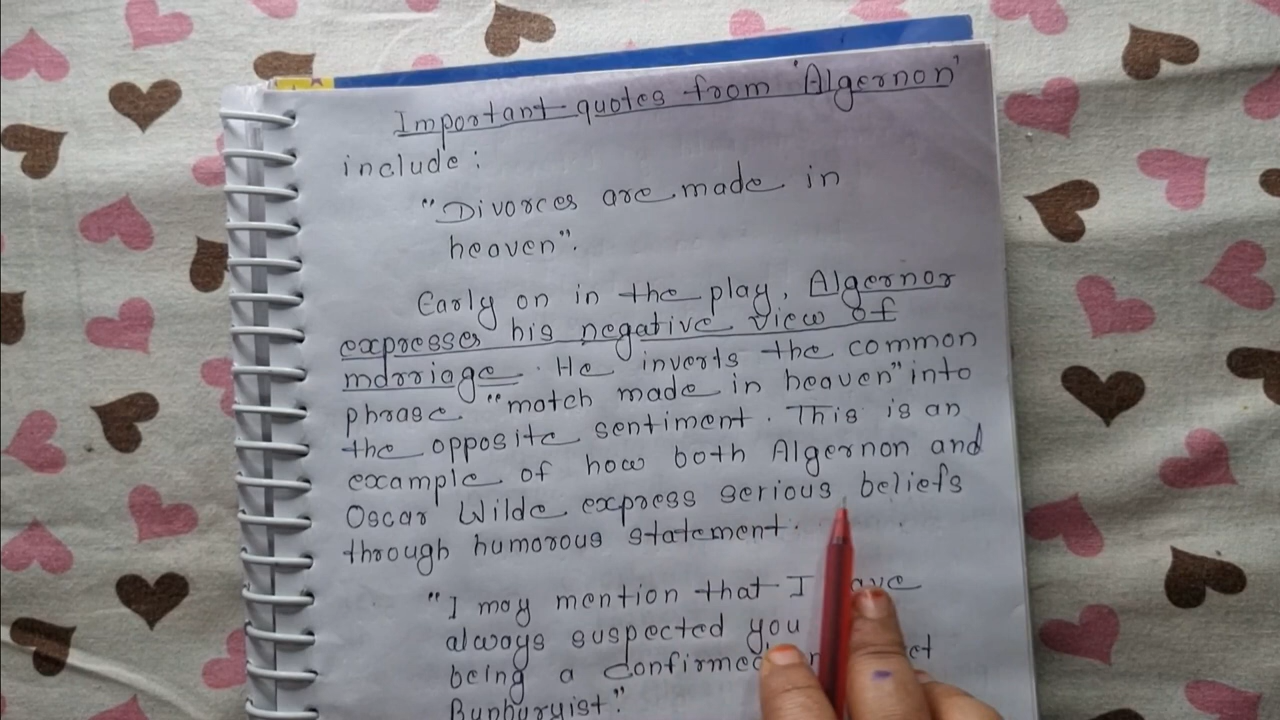 Important quotes from 'Algernon'
include :
"Divorces are made in
heaven".
Early on in the play, Algernor
expresses his negative view of
marriage. He inverts the common
phrase "match made in heaven" into
the opposite sentiment. This is an
example of how both Algernon and
Oscar Wilde express serious beliefs
through humorous statement.
"I may mention that I
always suspected you
being a
Bunburyist."